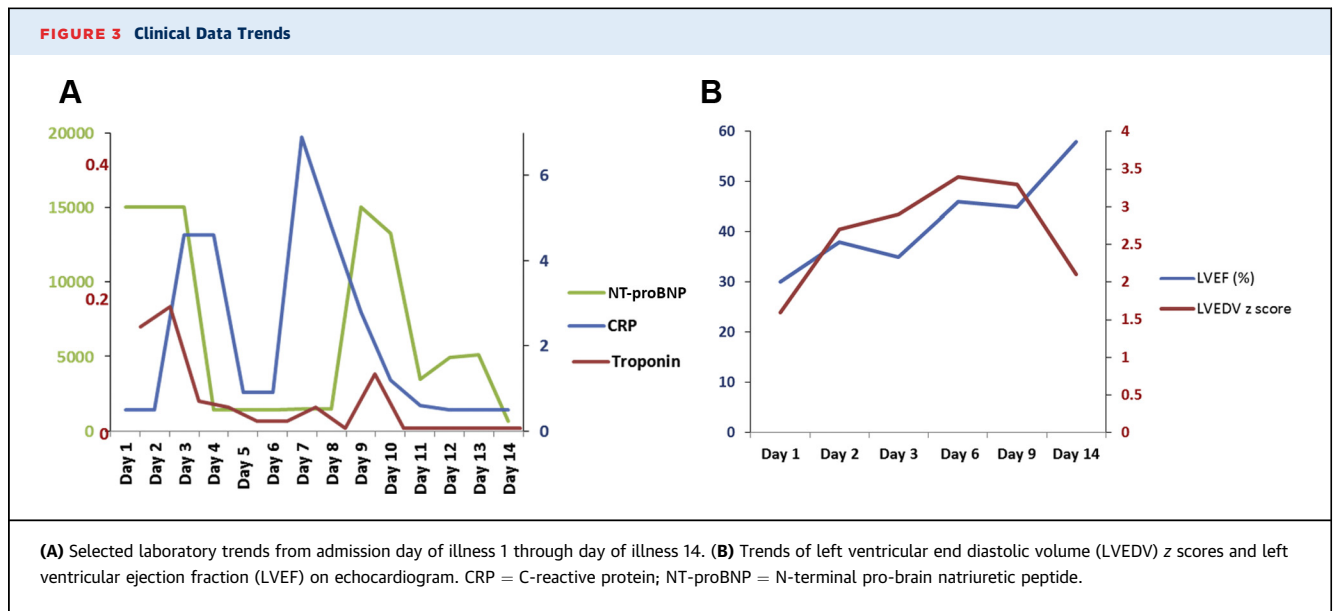 FIGURE 3 Clinical Data Trends
A
20000
15000
10000
5000
0
0.4
0.2
0
6
4
2
0
Day 1
Day 2
Day 3
Day 4
Day 5
Day 6
Day 7
Day 8
Day 9
Day 10
Day 11
Day 12
Day 13
Day 14
NT-proBNP
CRP
Troponin
B
60
50
40
30
20
10
0
4
3.5
3
2.5
2
1.5
1
0.5
0
Day 1
Day 2
Day 3
Day 6
Day 9
Day 14
LVEF (%)
LVEDV z score
(A) Selected laboratory trends from admission day of illness 1 through day of illness 14. (B) Trends of left ventricular end diastolic volume (LVEDV) z scores and left
ventricular ejection fraction (LVEF) on echocardiogram. CRP = C-reactive protein; NT-proBNP = N-terminal pro-brain natriuretic peptide.